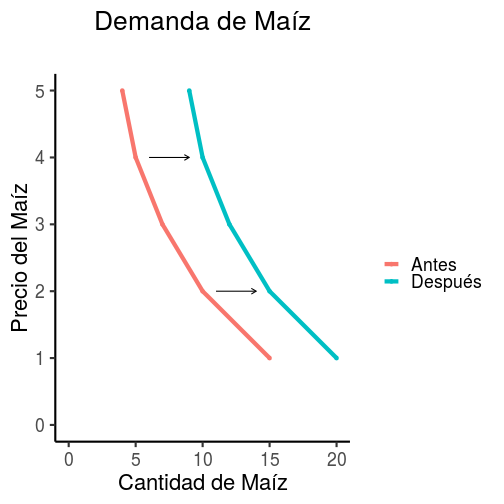 Demanda de Maíz
Precio del Maíz
5
4
3
2
1
0
0 5 10 15 20
Cantidad de Maíz
Antes
Después